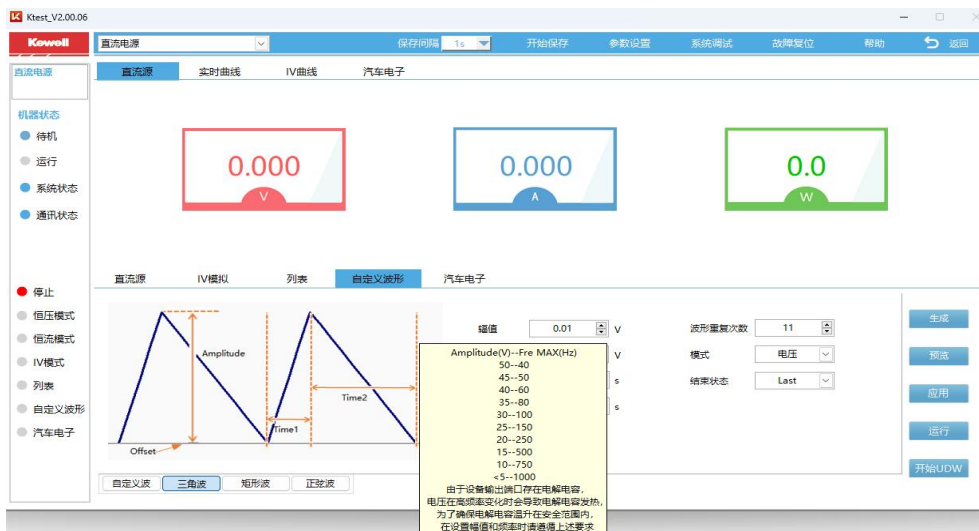 Ktest_V2.00.06
Kewell
直流电源
保存间隔 1s
开始保存
参数设置
系统调试
故障复位
帮助
返回
直流电源
直流源 实时曲线 IV曲线 汽车电子
机器状态
待机
运行
系统状态
通讯状态
0.000
V
0.000
A
0.0
W
直流源 IV模拟 列表 自定义波形 汽车电子
停止
恒压模式
恒流模式
IV模式
列表
自定义波形
汽车电子
Amplitude
Time2
Time1
Offset
幅值 0.01 V
V
s
s
Amplitude(V)--Fre MAX(Hz)
50--40
45--50
40--60
35--80
30--100
25--150
20--250
15--500
10--750
<5--1000
由于设备输出端口存在电解电容，
电压在高频率变化时会导致电解电容发热，
为了确保电解电容温升在安全范围内，
在设置幅值和频率时请遵循上述要求
波形重复次数 11
模式 电压
结束状态 Last
生成
预览
应用
运行
开始UDW
自定义波 三角波 矩形波 正弦波